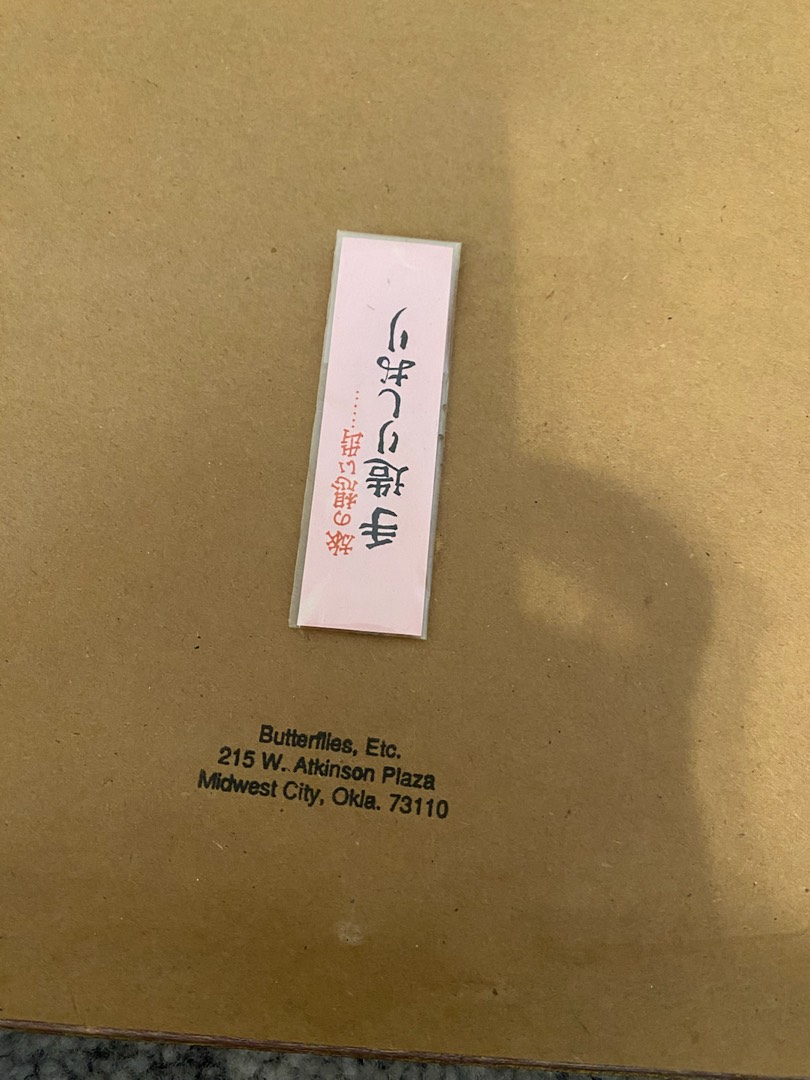 旅の想い出……
手造りしおり
Butterflies, Etc.
215 W. Atkinson Plaza
Midwest City, Okla. 73110